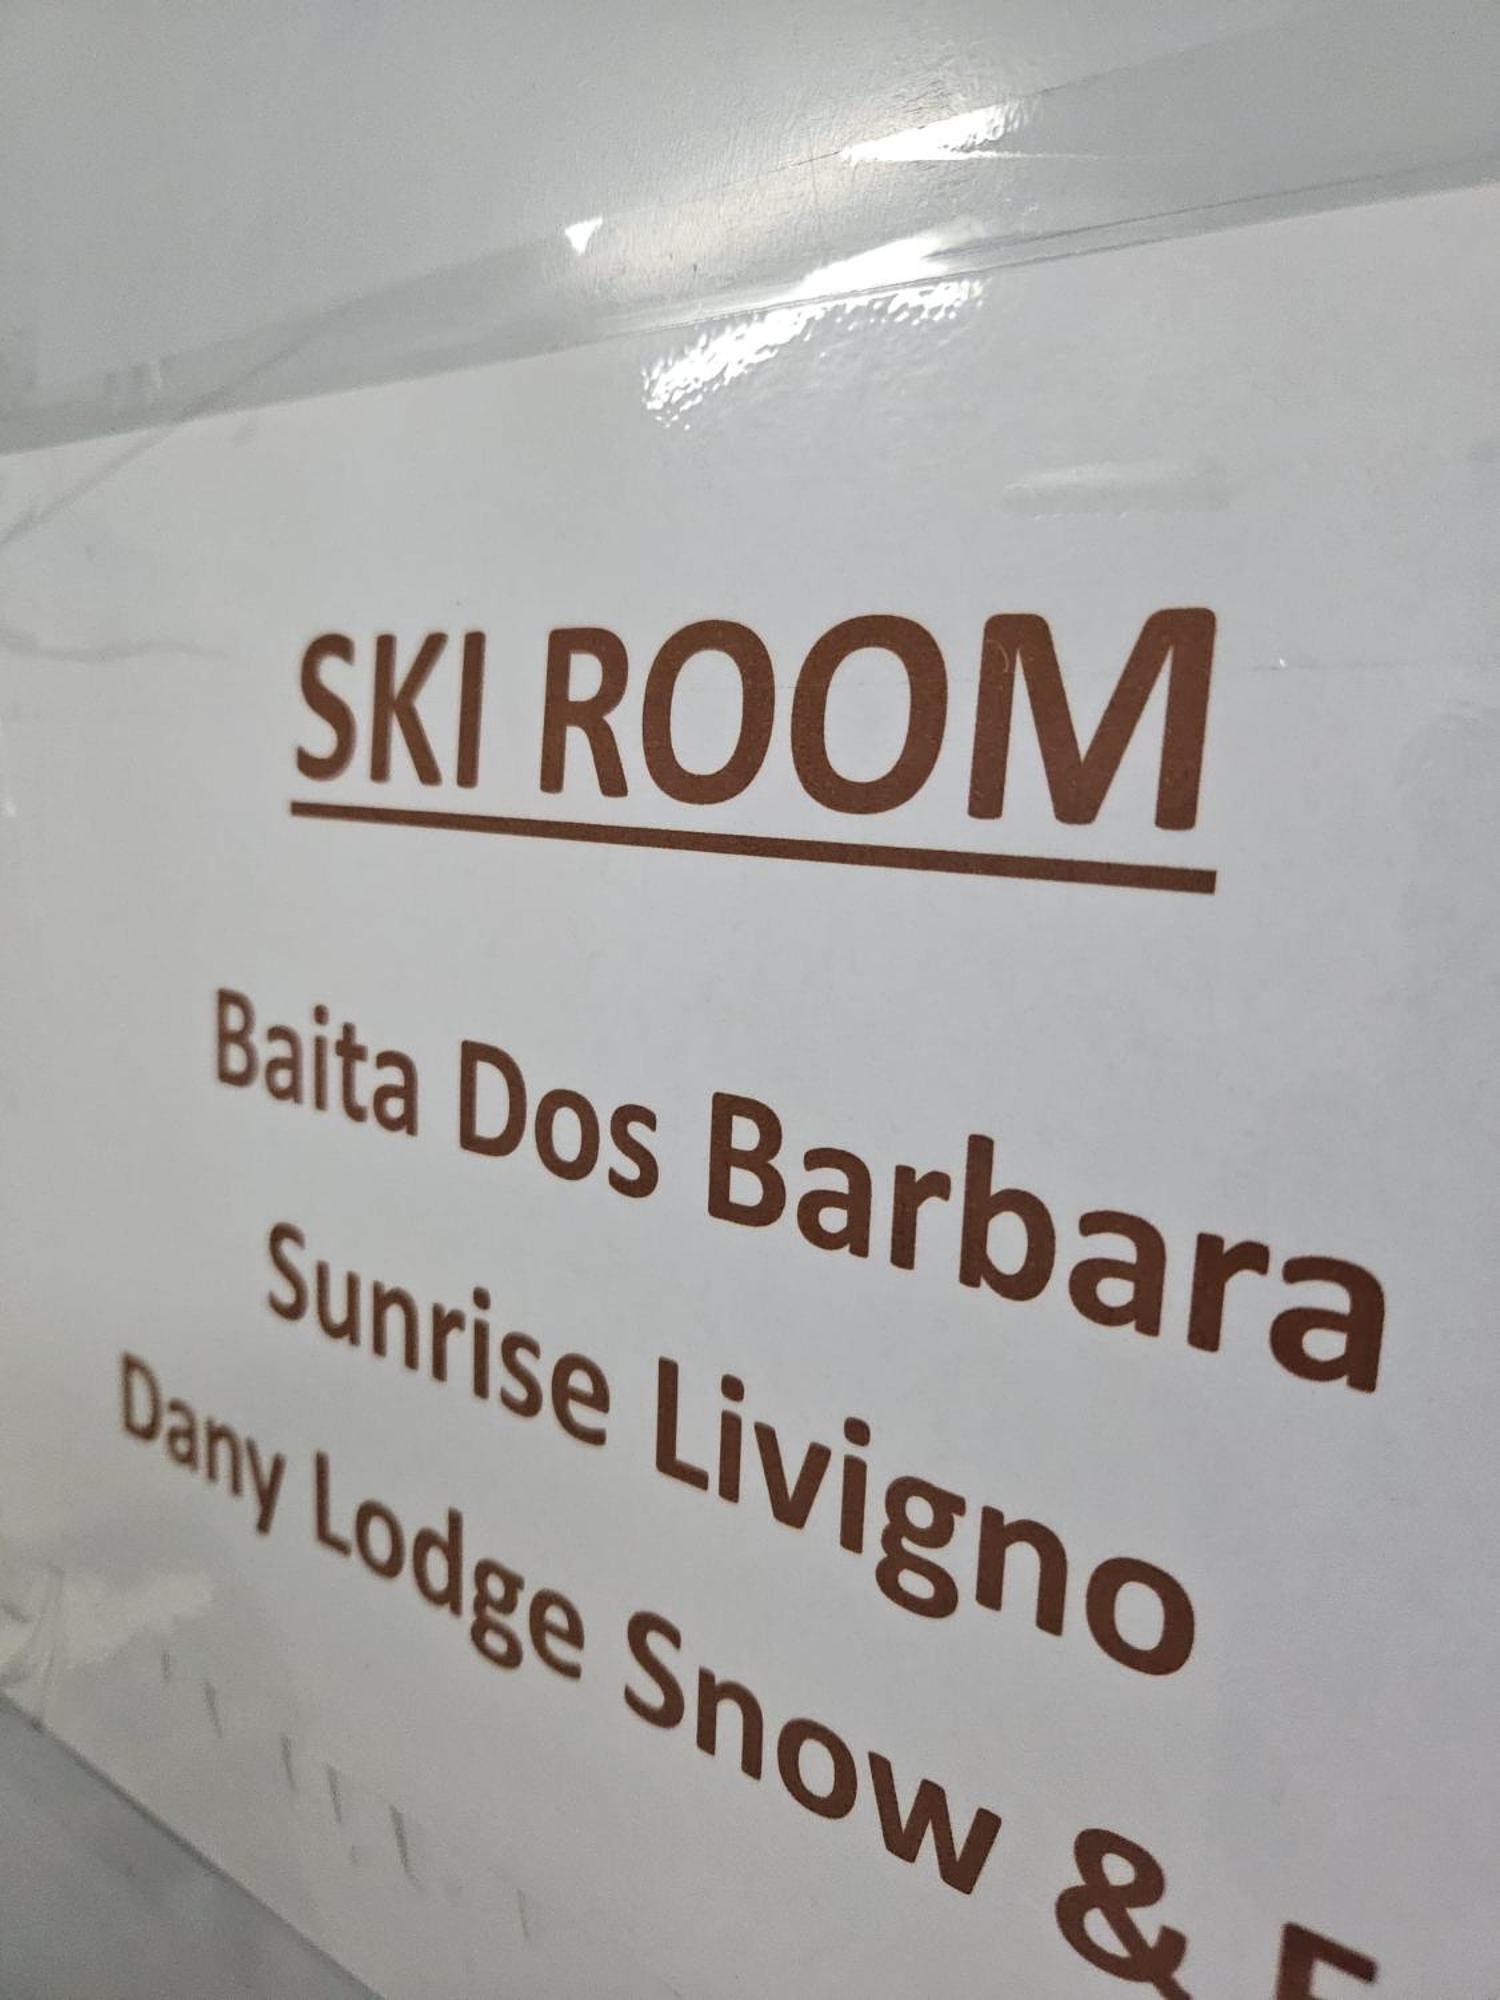 SKI ROOM
Baita Dos Barbara
Sunrise Livigno
Dany Lodge Snow &